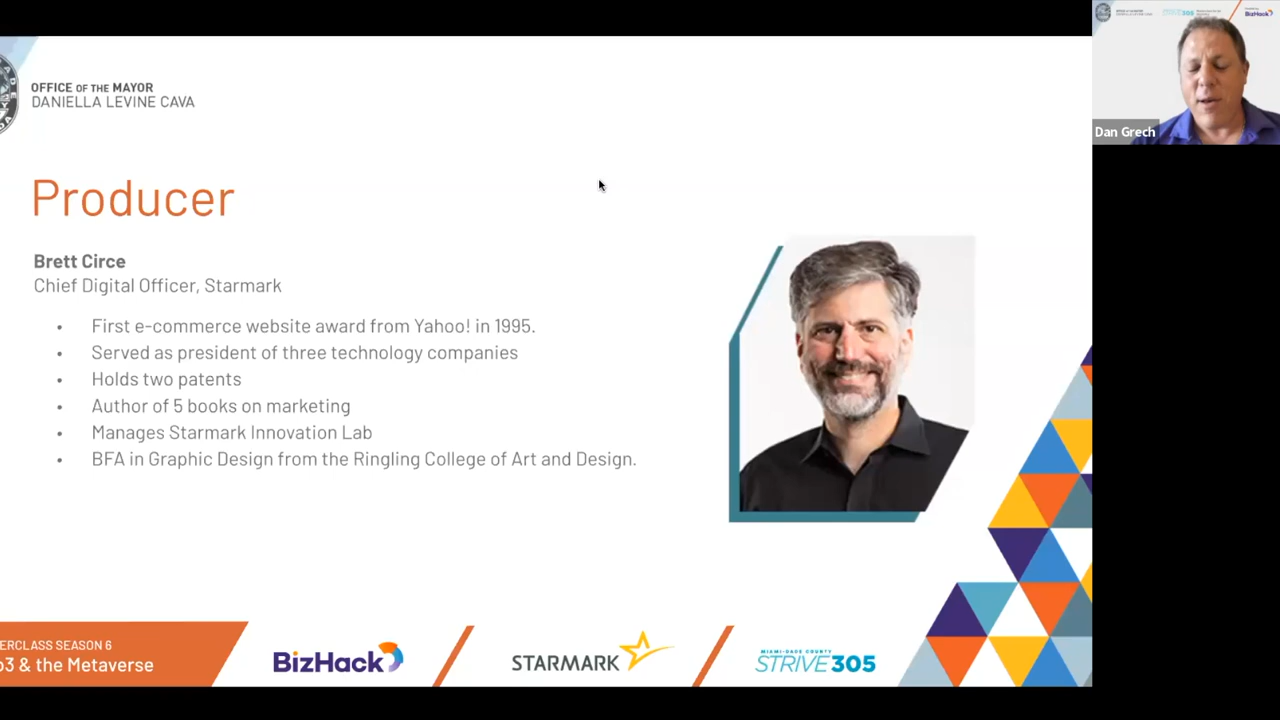 OFFICE OF THE MAYOR
DANIELLA LEVINE CAVA
Producer
Brett Circe
Chief Digital Officer, Starmark
• First e-commerce website award from Yahoo! in 1995.
• Served as president of three technology companies
• Holds two patents
• Author of 5 books on marketing
• Manages Starmark Innovation Lab
• BFA in Graphic Design from the Ringling College of Art and Design.
ERCLASS SEASON 6
3 & the Metaverse
BizHack
STARMARK
MIAMI-DADE COUNTY
STRIVE305
Dan Grech
BizHack